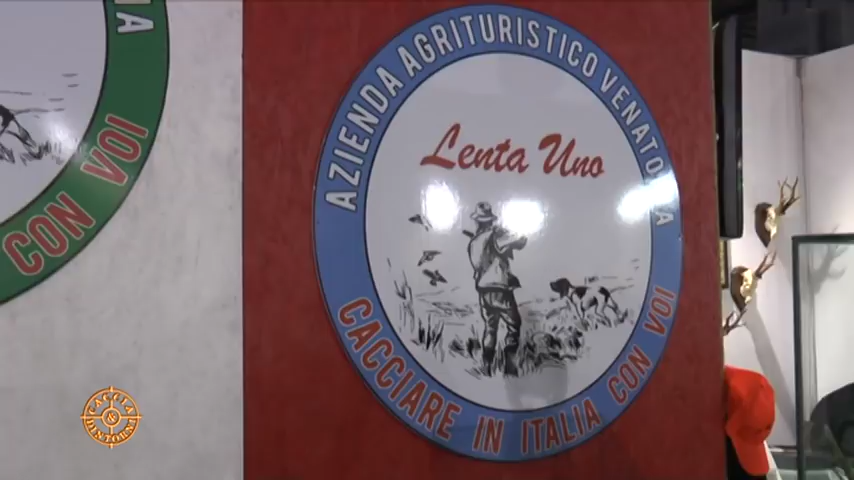 AZIENDA AGRITURISTICO VENATORIA
Lenta Uno
CACCIARE IN ITALIA CON VOI
CON VOI
CACCIA
&
DINTORNI